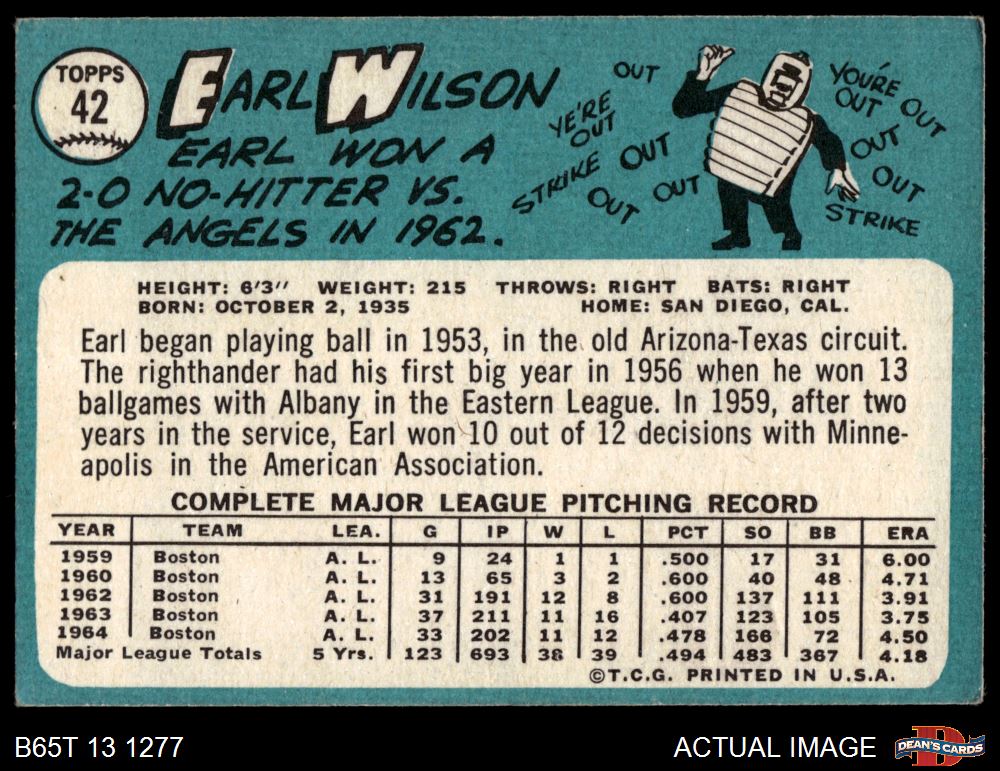 TOPPS
42
EARL WILSON
EARL WON A
2-0 NO-HITTER VS.
THE ANGELS IN 1962.
OUT
YE'RE
OUT
STRIKE
OUT
OUT
OUT
YOU'RE
OUT
OUT
OUT
OUT
STRIKE
HEIGHT: 6'3" WEIGHT: 215 THROWS: RIGHT BATS: RIGHT
BORN: OCTOBER 2, 1935 HOME: SAN DIEGO, CAL.
Earl began playing ball in 1953, in the old Arizona-Texas circuit.
The righthander had his first big year in 1956 when he won 13
ballgames with Albany in the Eastern League. In 1959, after two
years in the service, Earl won 10 out of 12 decisions with Minne-
apolis in the American Association.
COMPLETE MAJOR LEAGUE PITCHING RECORD
YEAR TEAM LEA. G IP W L PCT SO BB ERA
1959 Boston A. L. 9 24 1 1 .500 17 31 6.00
1960 Boston A. L. 13 65 3 2 .600 40 48 4.71
1962 Boston A. L. 31 191 12 8 .600 137 111 3.91
1963 Boston A. L. 37 211 11 16 .407 123 105 3.75
1964 Boston A. L. 33 202 11 12 .478 166 72 4.50
Major League Totals 5 Yrs. 123 693 38 39 .494 483 367 4.18
©T.C.G. PRINTED IN U.S.A.
B65T 13 1277
ACTUAL IMAGE
D
DEAN'S CARDS